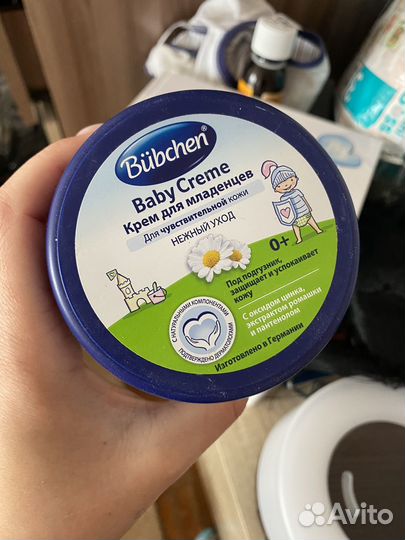 Bübchen®
Baby Creme
Крем для младенцев
Для чувствительной кожи
НЕЖНЫЙ УХОД
0+
Под подгузник,
защищает и успокаивает
кожу
С оксидом цинка,
экстрактом ромашки
и пантенолом
С НАТУРАЛЬНЫМИ КОМПОНЕНТАМИ
ПОДТВЕРЖДЕНО ДЕРМАТОЛОГАМИ
Изготовлено в Германии
Avito